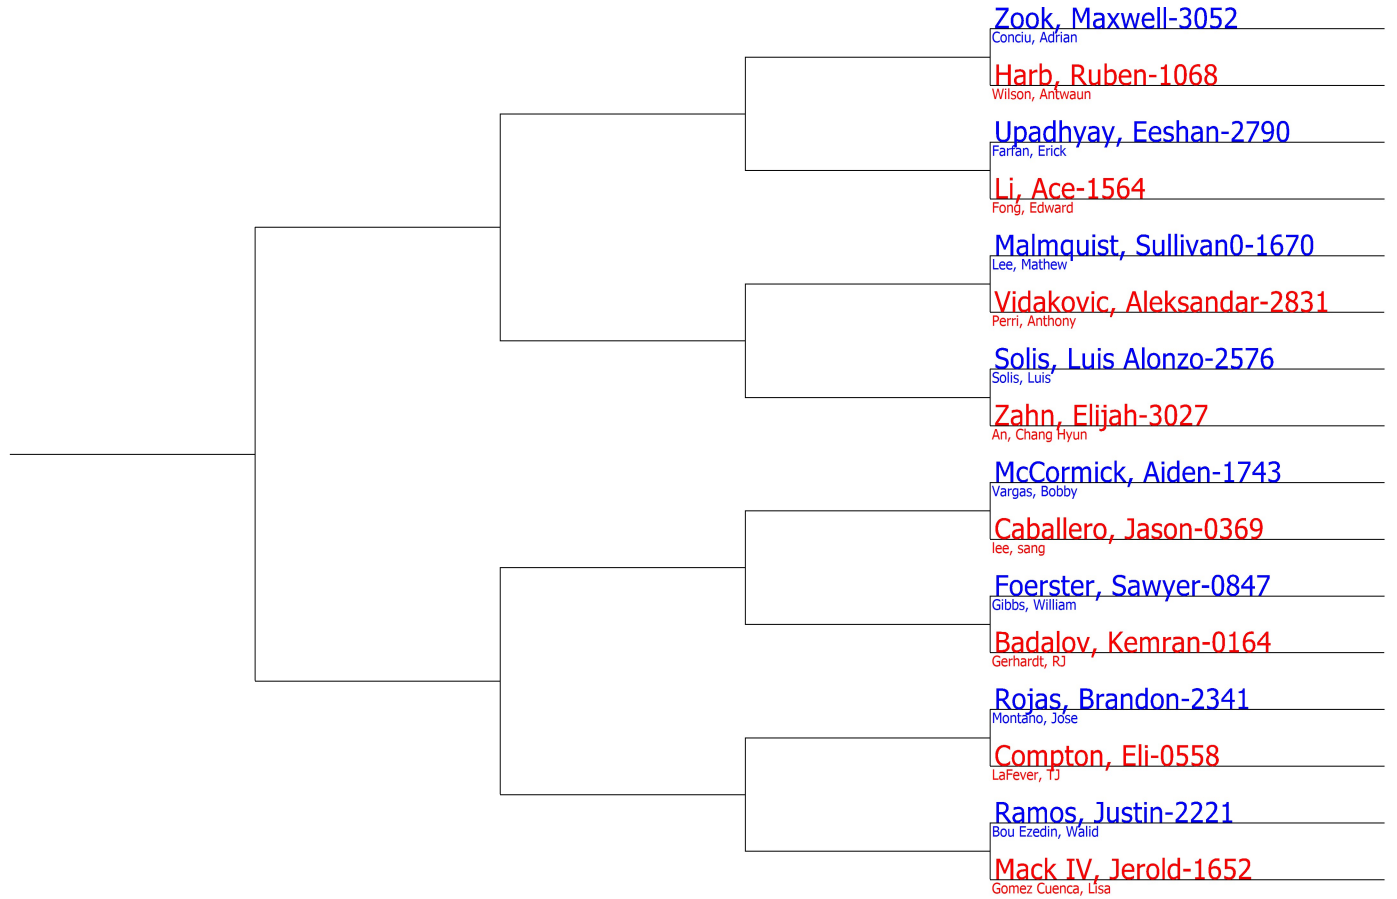 Zook, Maxwell-3052
Conciu, Adrian
Harb, Ruben-1068
Wilson, Antwaun
Upadhyay, Eeshan-2790
Farfan, Erick
Li, Ace-1564
Fong, Edward
Malmquist, Sullivan0-1670
Lee, Mathew
Vidakovic, Aleksandar-2831
Perri, Anthony
Solis, Luis Alonzo-2576
Solis, Luis
Zahn, Elijah-3027
An, Chang Hyun
McCormick, Aiden-1743
Vargas, Bobby
Caballero, Jason-0369
lee, sang
Foerster, Sawyer-0847
Gibbs, William
Badalov, Kemran-0164
Gerhardt, RJ
Rojas, Brandon-2341
Montano, Jose
Compton, Eli-0558
LaFever, TJ
Ramos, Justin-2221
Bou Ezedin, Walid
Mack IV, Jerold-1652
Gomez Cuenca, Lisa